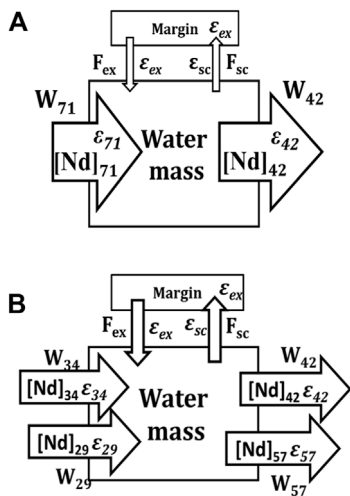 A
Margin εex
Fex εex εsc Fsc
W71 W42
ε71 Water ε42
[Nd]71 mass [Nd]42
B
Margin εex
Fex εex εsc Fsc
W34 W42
[Nd]34 ε34 Water [Nd]42 ε42
[Nd]29 ε29 mass [Nd]57 ε57
W29 W57